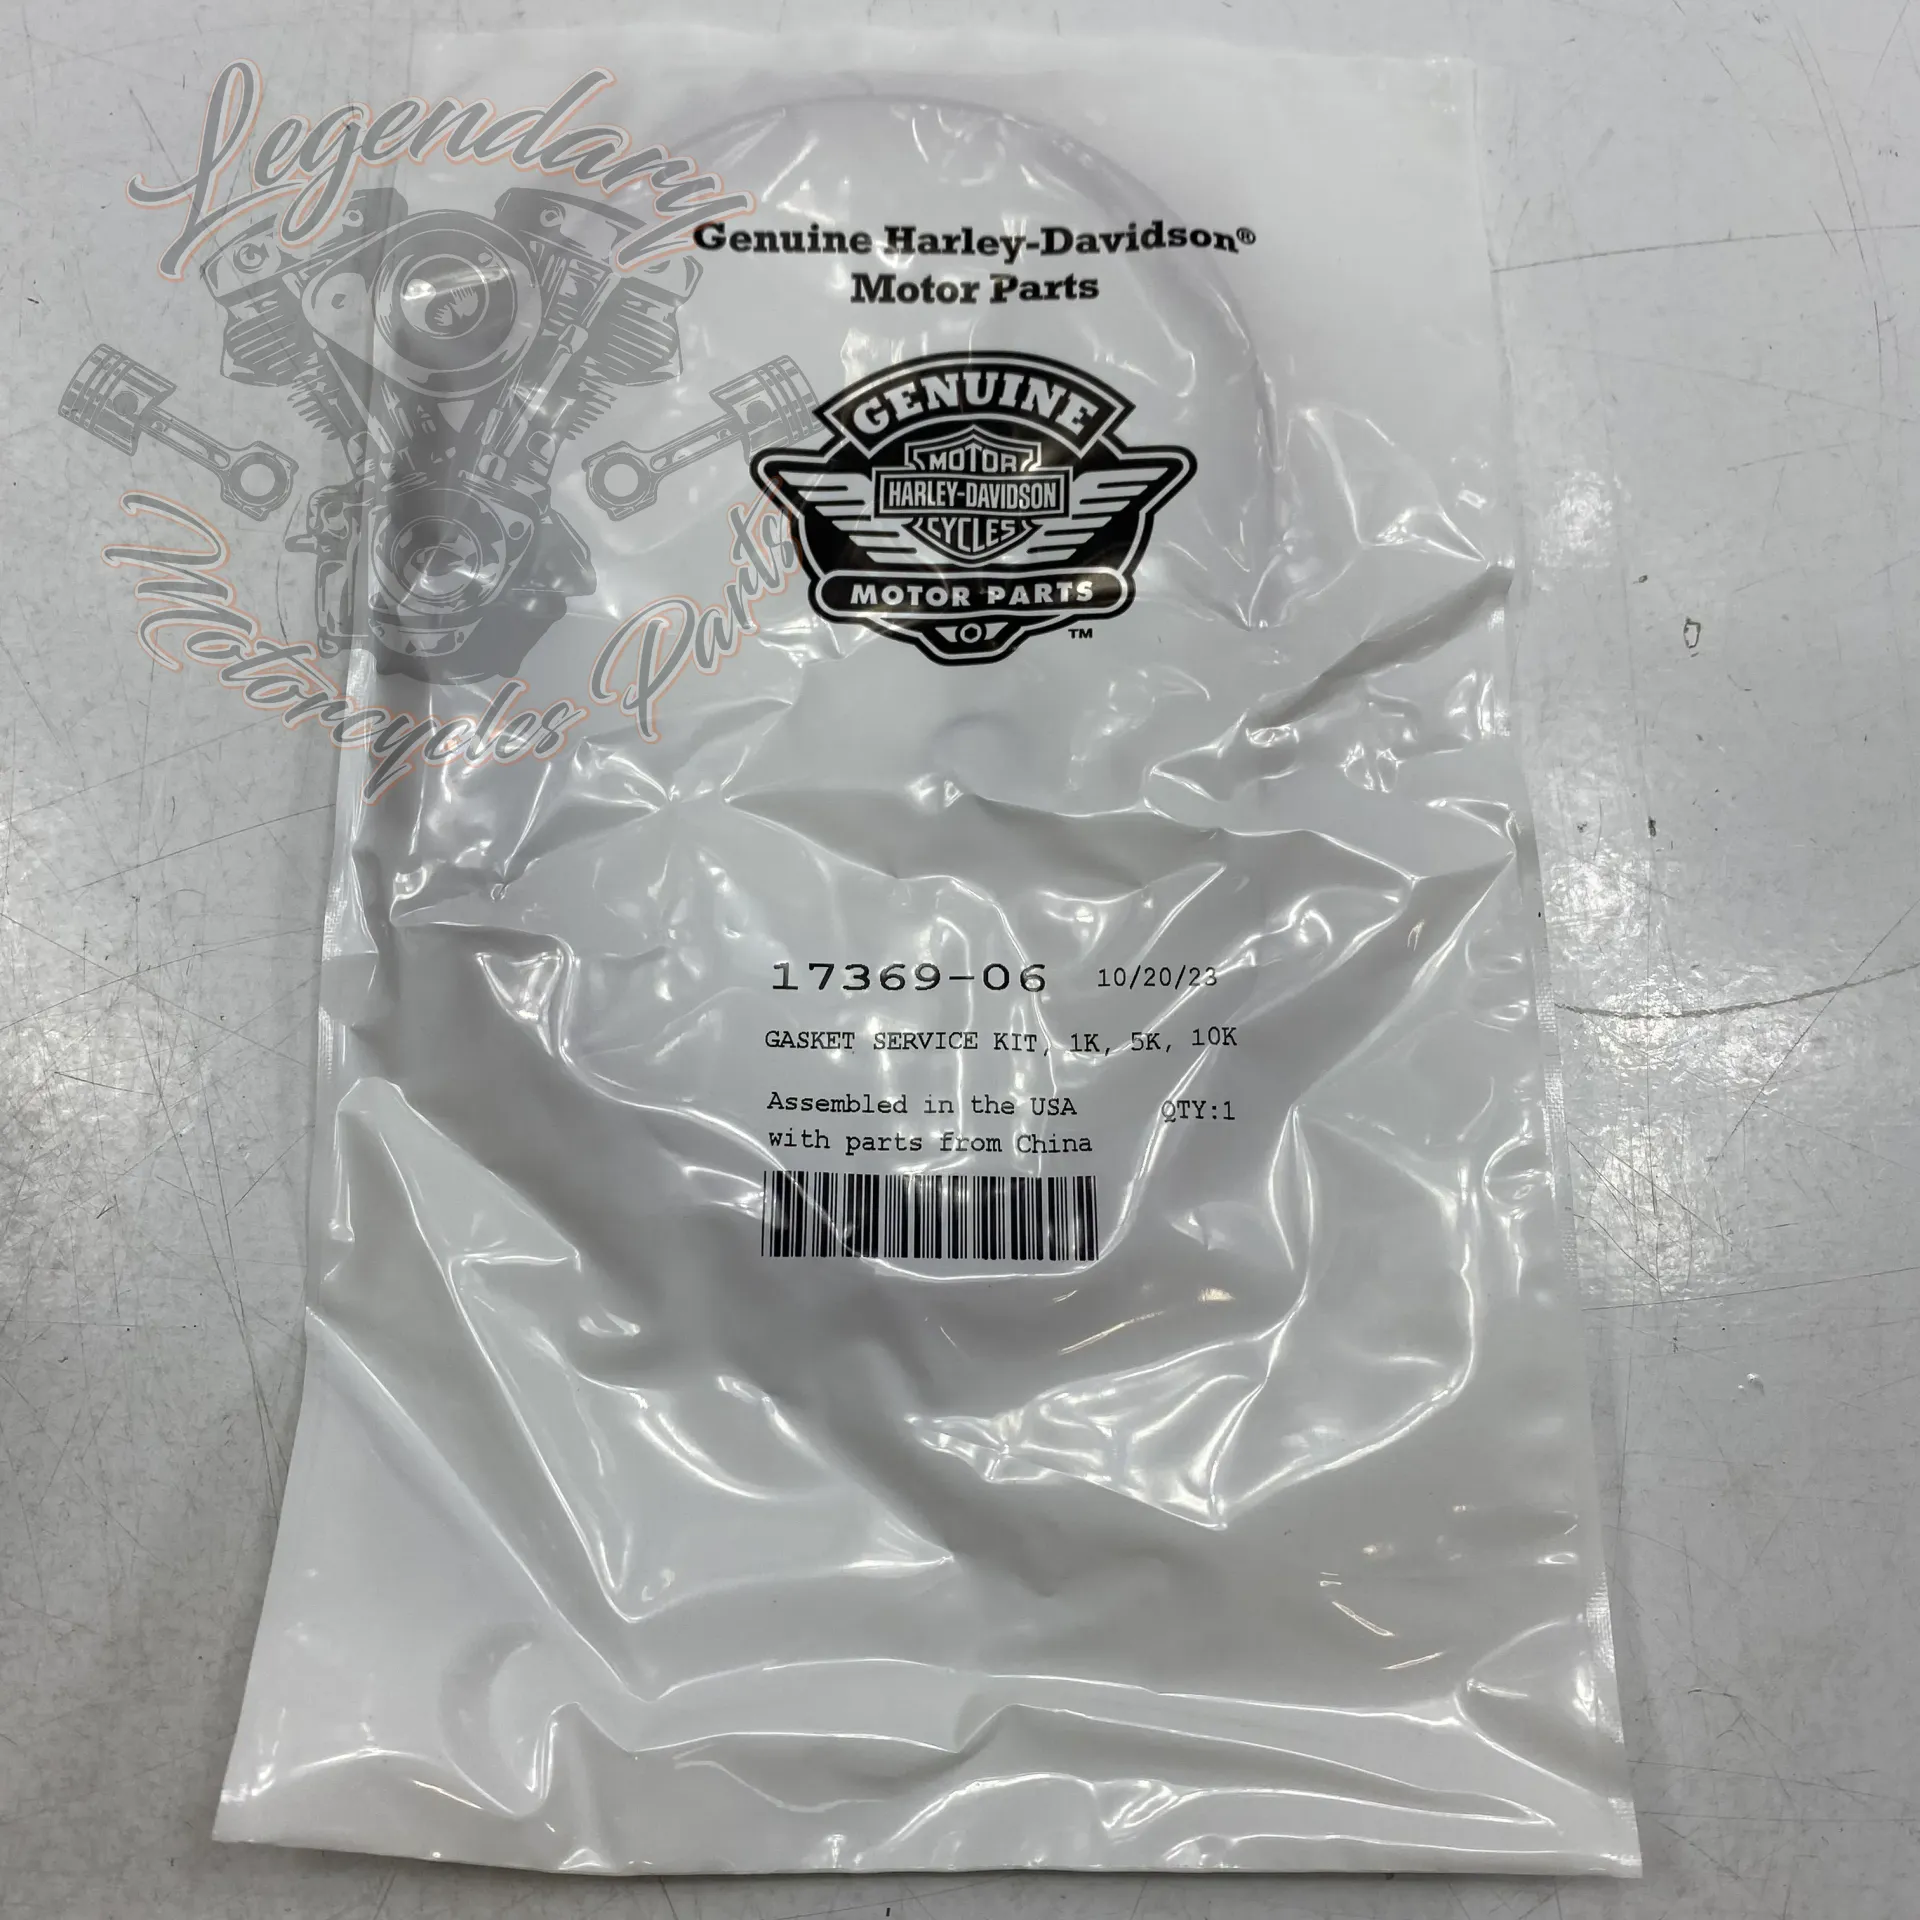 Legendary
Motorcycles Parts
Genuine Harley-Davidson®
Motor Parts
GENUINE
MOTOR
HARLEY-DAVIDSON
CYCLES
MOTOR PARTS
TM
17369-06 10/20/23
GASKET SERVICE KIT, 1K, 5K, 10K
Assembled in the USA QTY:1
with parts from China